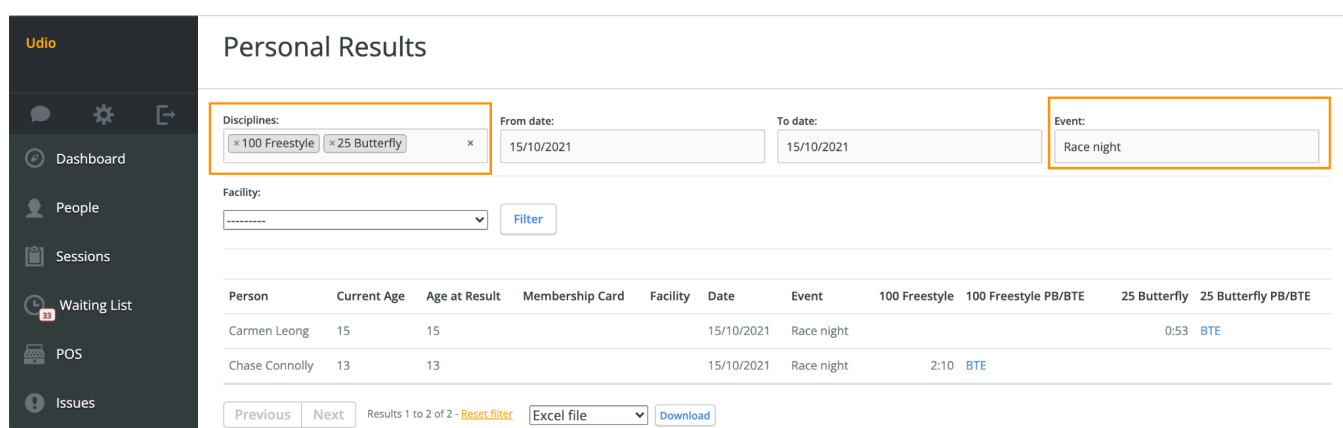 Udio
Personal Results
Disciplines:
From date:
To date:
Event:
×100 Freestyle ×25 Butterfly ×
15/10/2021
15/10/2021
Race night
Dashboard
People
Sessions
Waiting List
33
POS
Issues
Facility:
---------
Filter
Person Current Age Age at Result Membership Card Facility Date Event 100 Freestyle 100 Freestyle PB/BTE 25 Butterfly 25 Butterfly PB/BTE
Carmen Leong 15 15 15/10/2021 Race night 0:53 BTE
Chase Connolly 13 13 15/10/2021 Race night 2:10 BTE
Previous Next Results 1 to 2 of 2 - Reset filter Excel file Download